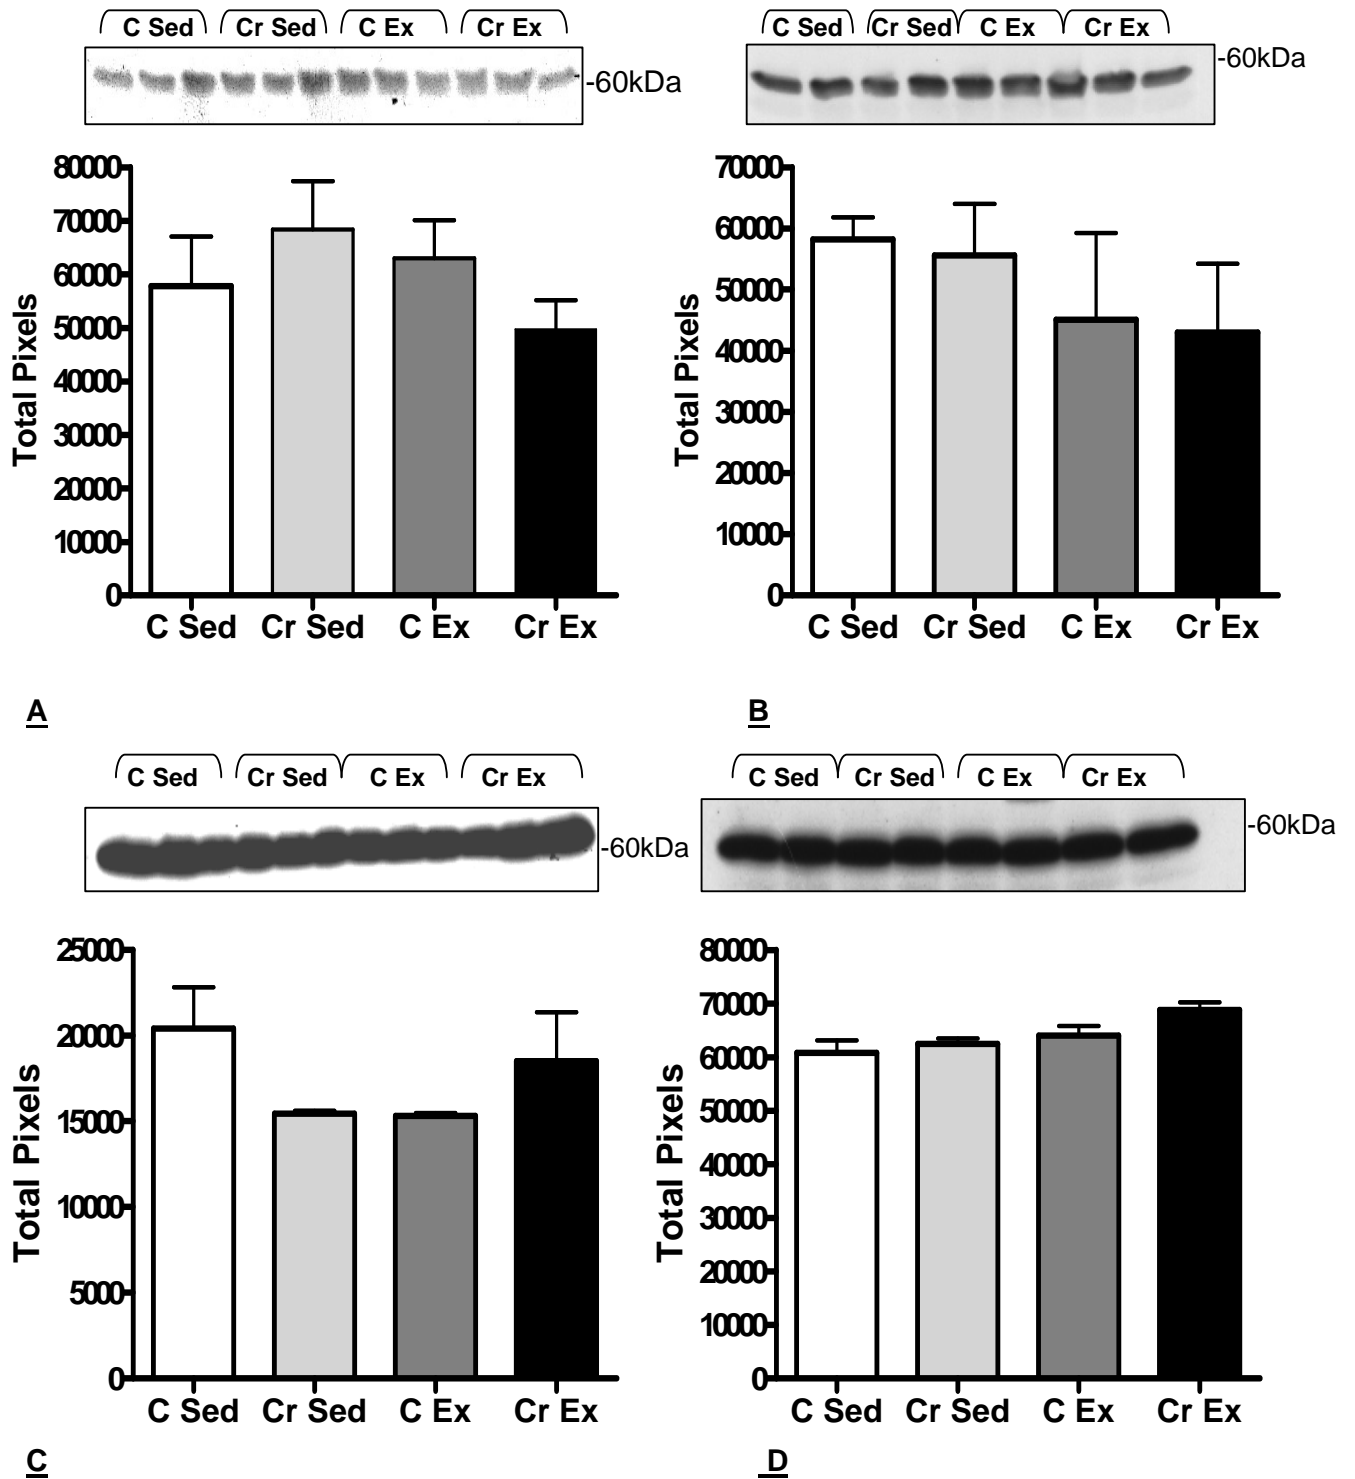 C Sed Cr Sed C Ex Cr Ex
-60kDa
80000
70000
60000
50000
40000
30000
20000
10000
0
Total Pixels
C Sed Cr Sed C Ex Cr Ex
A
C Sed Cr Sed C Ex Cr Ex
-60kDa
70000
60000
50000
40000
30000
20000
10000
0
Total Pixels
C Sed Cr Sed C Ex Cr Ex
B
C Sed Cr Sed C Ex Cr Ex
-60kDa
25000
20000
15000
10000
5000
0
Total Pixels
C Sed Cr Sed C Ex Cr Ex
C
C Sed Cr Sed C Ex Cr Ex
-60kDa
80000
70000
60000
50000
40000
30000
20000
10000
0
Total Pixels
C Sed Cr Sed C Ex Cr Ex
D